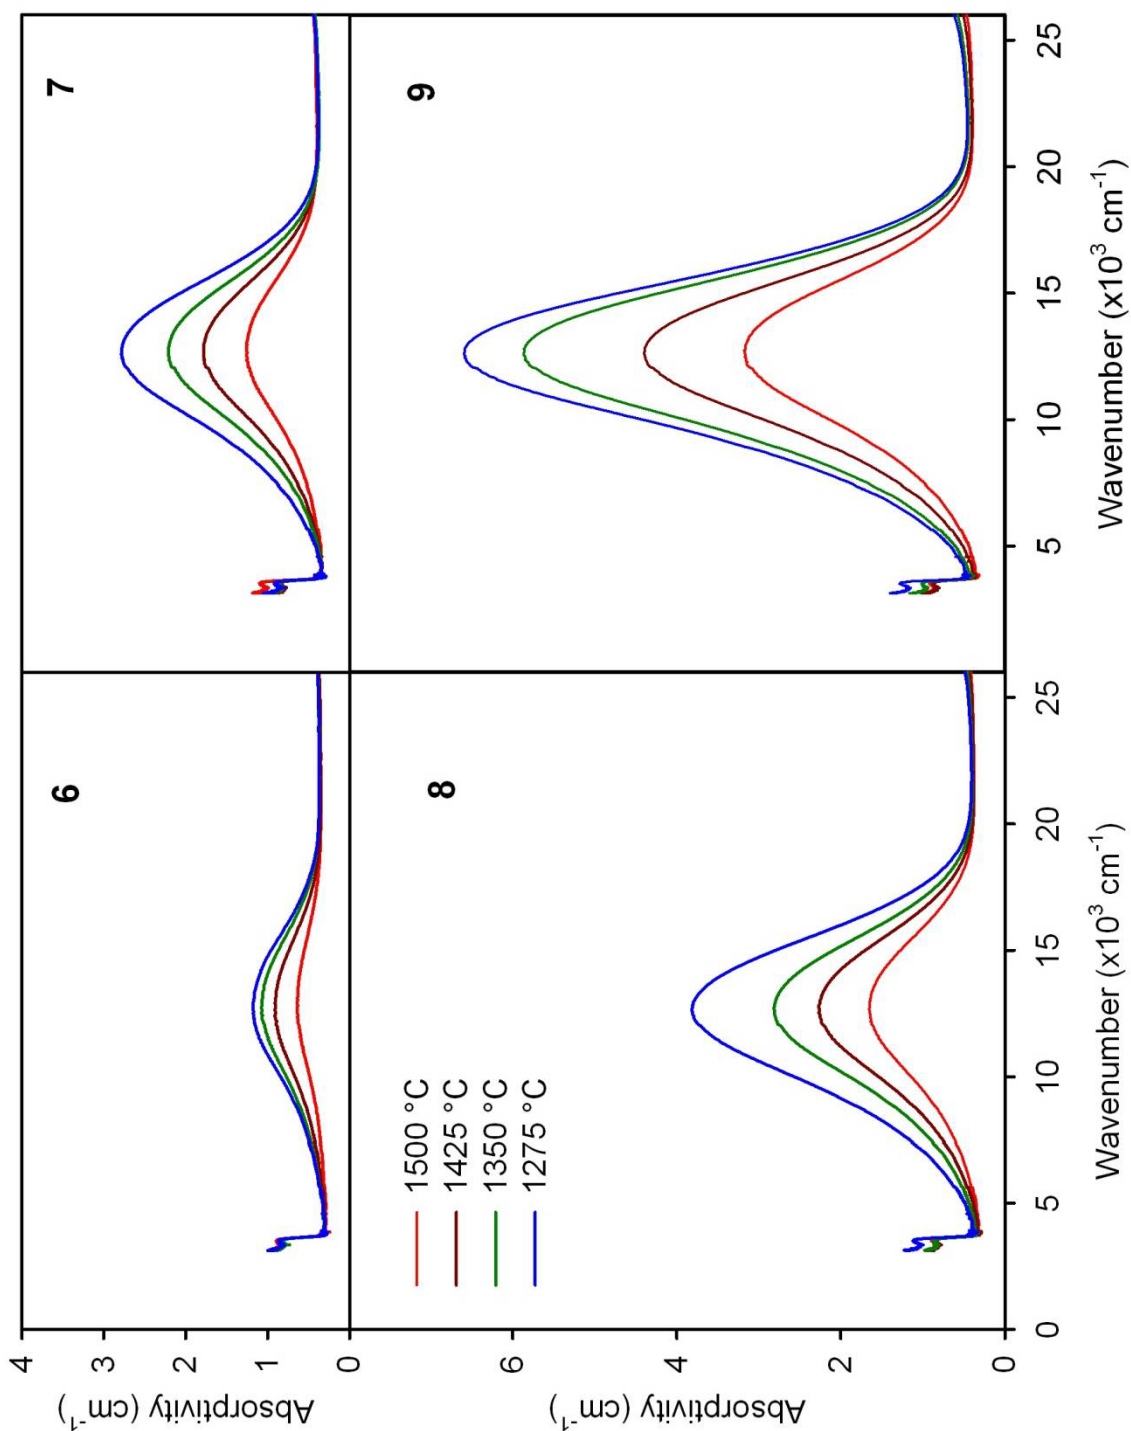 Absorptivity (cm⁻¹)
4
3
2
1
0
6
7
Absorptivity (cm⁻¹)
6
4
2
0
8
9
1500 °C
1425 °C
1350 °C
1275 °C
0 5 10 15 20 25
5 10 15 20 25
Wavenumber (x10³ cm⁻¹)
Wavenumber (x10³ cm⁻¹)